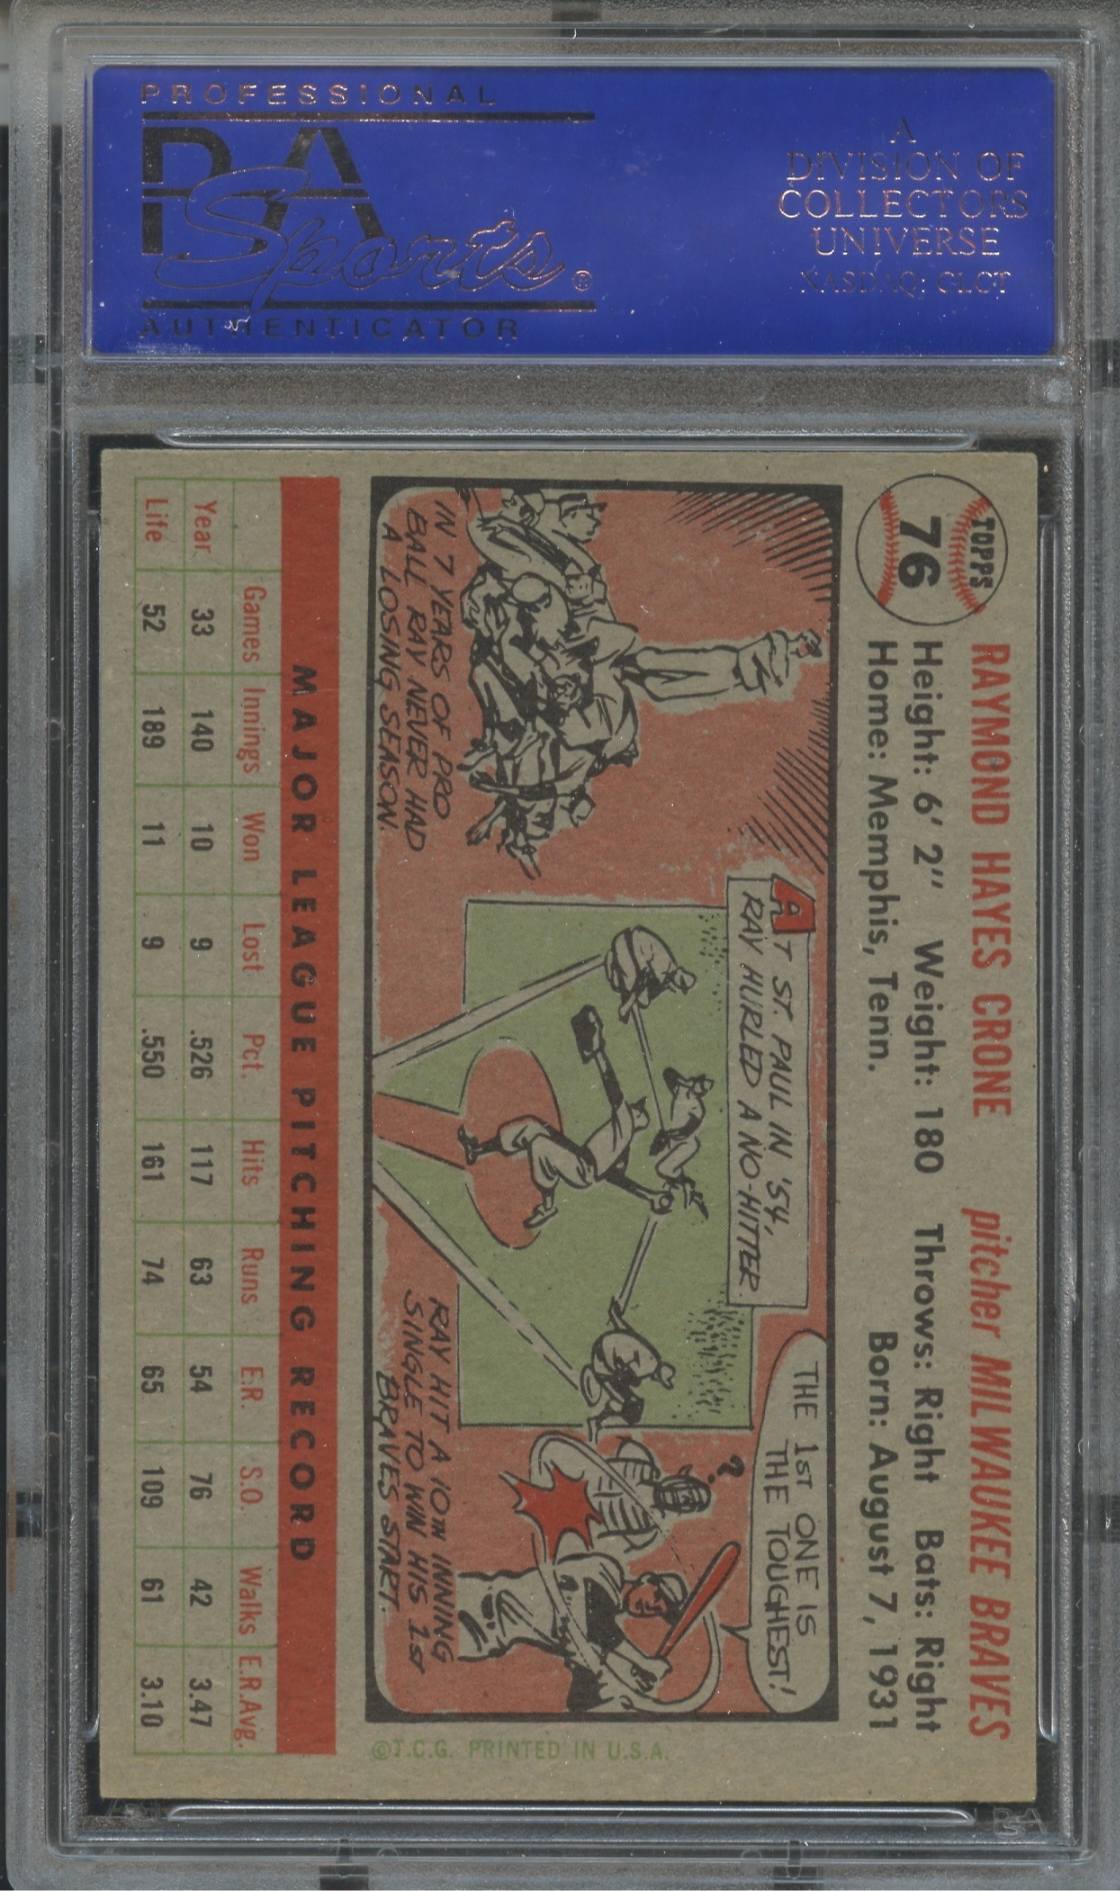 PROFESSIONAL
PSA
Sports®
AUTHENTICATOR
A
DIVISION OF
COLLECTORS
UNIVERSE
NASDAQ: CLCT
TOPPS
76
RAYMOND HAYES CRONE pitcher MILWAUKEE BRAVES
Height: 6' 2" Weight: 180 Throws: Right Bats: Right
Home: Memphis, Tenn. Born: August 7, 1931
IN 7 YEARS OF PRO
BALL RAY NEVER HAD
A LOSING SEASON.
AT ST. PAUL IN '54,
RAY HURLED A NO-HITTER.
THE 1ST ONE IS
THE TOUGHEST!
?
RAY HIT A 10TH INNING
SINGLE TO WIN HIS 1ST
BRAVES START.
MAJOR LEAGUE PITCHING RECORD
Games Innings Won Lost Pct. Hits Runs E.R. S.O. Walks E.R.Avg.
Year 33 140 10 9 .526 117 63 54 76 42 3.47
Life 52 189 11 9 .550 161 74 65 109 61 3.10
©T.C.G. PRINTED IN U.S.A.